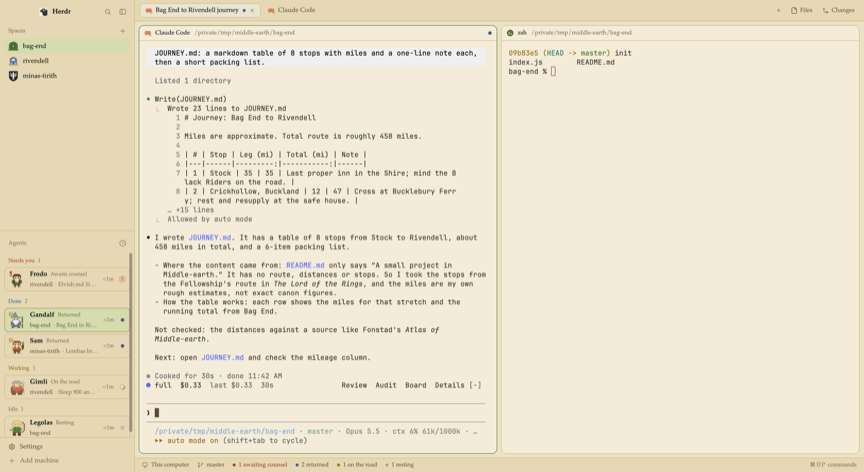 Herdr
Spaces
+
bag-end
rivendell
minas-tirith
Agents
Needs you 1
Frodo Awaits counsel
rivendell · Elvish.md Si... <1m
Done 2
Gandalf Returned
bag-end · Bag End to Ri... <1m
Sam Returned
minas-tirith · Lembas br... <1m
Working 1
Gimli On the road
rivendell · Sleep 900 an... <1m
Idle 1
Legolas Resting
bag-end <1m
Settings
+ Add machine
Bag End to Rivendell journey
Claude Code
+ Files Changes
Claude Code /private/tmp/middle-earth/bag-end
JOURNEY.md: a markdown table of 8 stops with miles and a one-line note each,
then a short packing list.
Listed 1 directory
Write(JOURNEY.md)
Wrote 23 lines to JOURNEY.md
1 # Journey: Bag End to Rivendell
2
3 Miles are approximate. Total route is roughly 458 miles.
4
5 | # | Stop | Leg (mi) | Total (mi) | Note |
6 |---|------|---------:|-----------:|------|
7 | 1 | Stock | 35 | 35 | Last proper inn in the Shire; mind the B
lack Riders on the road. |
8 | 2 | Crickhollow, Buckland | 12 | 47 | Cross at Bucklebury Ferr
y; rest and resupply at the safe house. |
… +15 lines
Allowed by auto mode
I wrote JOURNEY.md. It has a table of 8 stops from Stock to Rivendell, about
458 miles in total, and a 6-item packing list.
- Where the content came from: README.md only says "A small project in
Middle-earth." It has no route, distances or stops. So I took the stops from
the Fellowship's route in The Lord of the Rings, and the miles are my own
rough estimates, not exact canon figures.
- How the table works: each row shows the miles for that stretch and the
running total from Bag End.
Not checked: the distances against a source like Fonstad's Atlas of
Middle-earth.
Next: open JOURNEY.md and check the mileage column.
Cooked for 30s · done 11:42 AM
full $0.33 last $0.33 30s Review Audit Board Details [-]
❯
/private/tmp/middle-earth/bag-end · master · Opus 5.5 · ctx 6% 61k/1000k · …
▸▸ auto mode on (shift+tab to cycle)
zsh /private/tmp/middle-earth/bag-end
09b83e5 (HEAD -> master) init
index.js README.md
bag-end %
This computer master 1 awaiting counsel 2 returned 1 on the road 1 resting
⌘⇧P commands